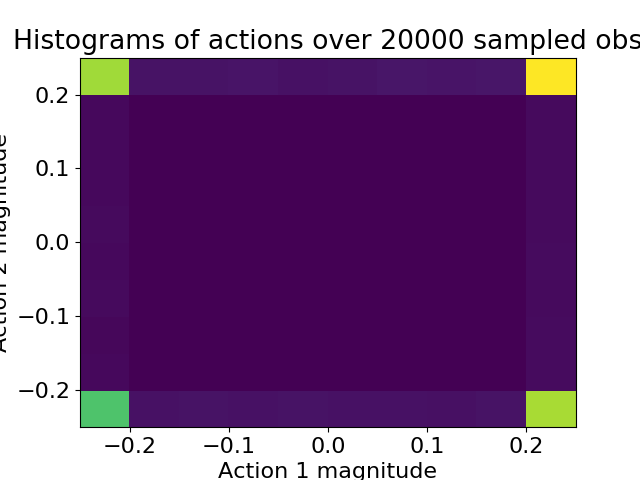 Histograms of actions over 20000 sampled obs
0.2
0.1
0.0
−0.1
−0.2
Action 2 magnitude
−0.2 −0.1 0.0 0.1 0.2
Action 1 magnitude